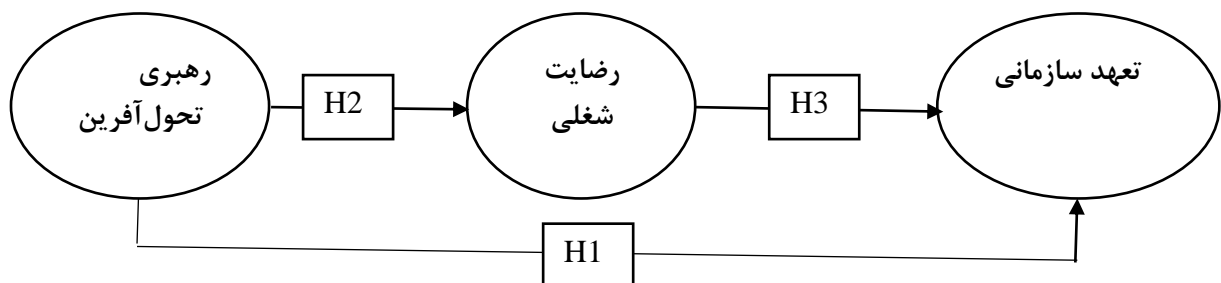 رهبری
تحول‌آفرین
H2
رضایت
شغلی
H3
تعهد سازمانی
H1